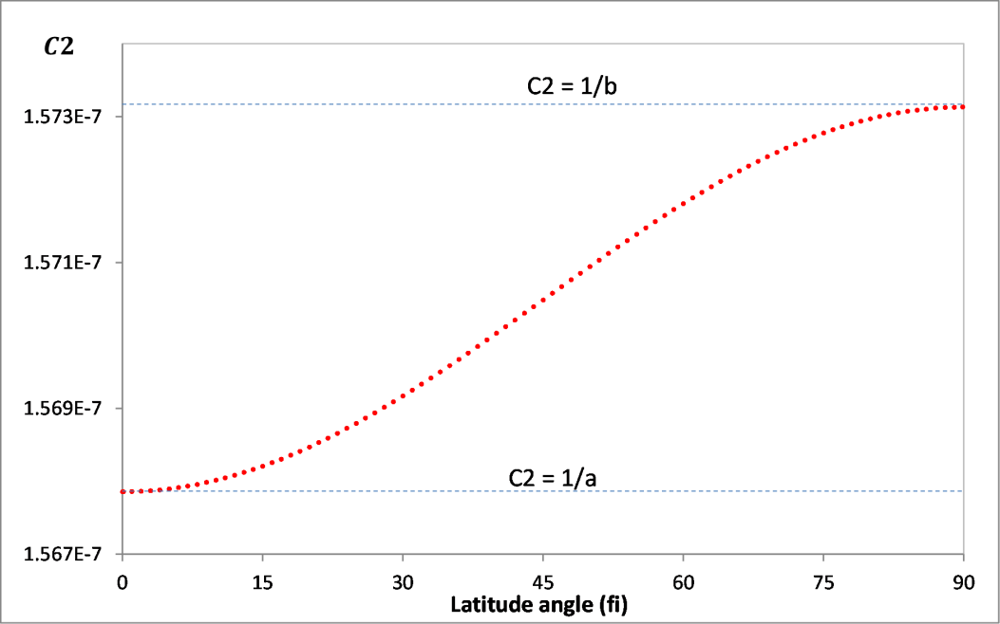 C2
C2 = 1/b
1.573E-7
1.571E-7
1.569E-7
C2 = 1/a
1.567E-7
0 15 30 45 60 75 90
Latitude angle (fi)